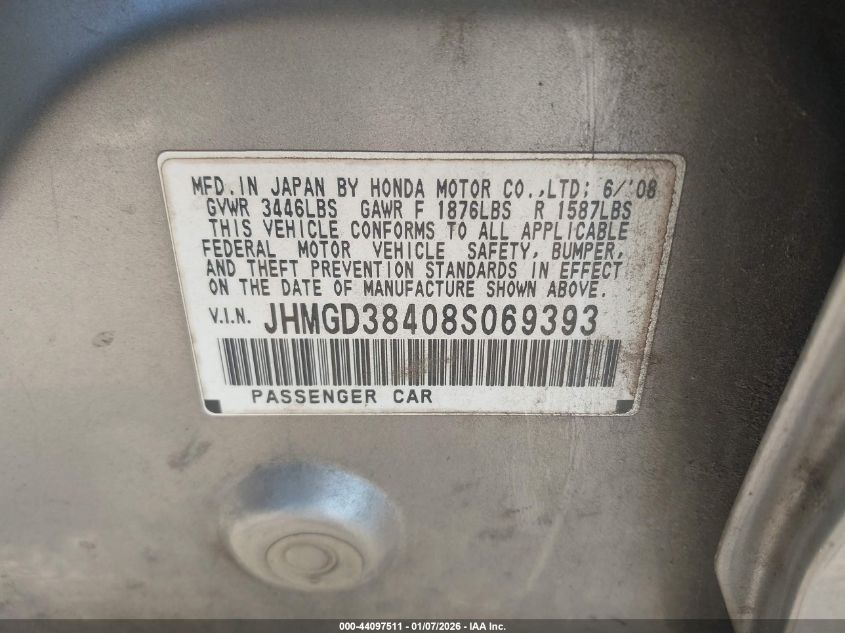 MFD. IN JAPAN BY HONDA MOTOR CO., LTD: 6/'08
GVWR 3446LBS GAWR F 1876LBS R 1587LBS
THIS VEHICLE CONFORMS TO ALL APPLICABLE
FEDERAL MOTOR VEHICLE SAFETY, BUMPER,
AND THEFT PREVENTION STANDARDS IN EFFECT
ON THE DATE OF MANUFACTURE SHOWN ABOVE.
V.I.N. JHMGD38408S069393
PASSENGER CAR
000-44097511 - 01/07/2026 - IAA Inc.